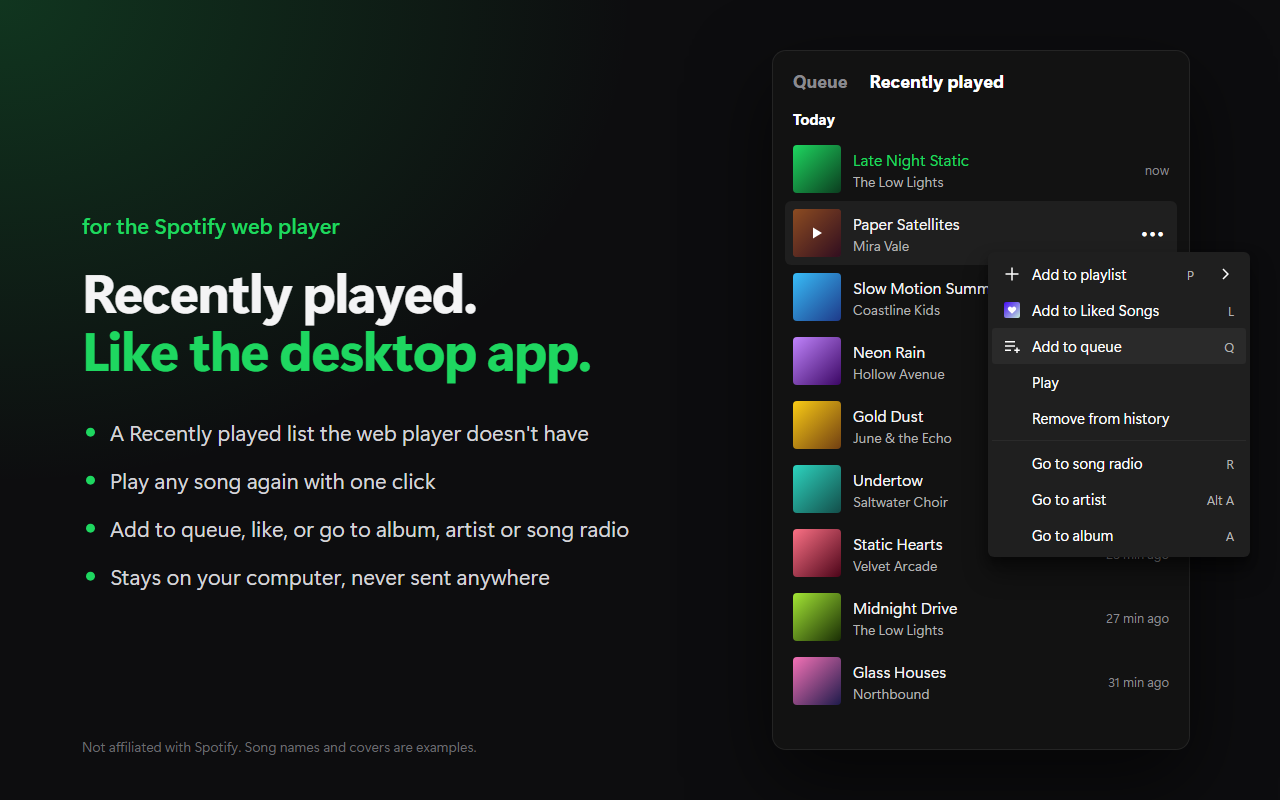 for the Spotify web player
Recently played.
Like the desktop app.
A Recently played list the web player doesn't have
Play any song again with one click
Add to queue, like, or go to album, artist or song radio
Stays on your computer, never sent anywhere
Not affiliated with Spotify. Song names and covers are examples.
Queue Recently played
Today
Late Night Static
The Low Lights
now
Paper Satellites
Mira Vale
Slow Motion Summ
Coastline Kids
Neon Rain
Hollow Avenue
Gold Dust
June & the Echo
Undertow
Saltwater Choir
Static Hearts
Velvet Arcade
Midnight Drive
The Low Lights
27 min ago
Glass Houses
Northbound
31 min ago
Add to playlist P
Add to Liked Songs L
Add to queue Q
Play
Remove from history
Go to song radio R
Go to artist Alt A
Go to album A